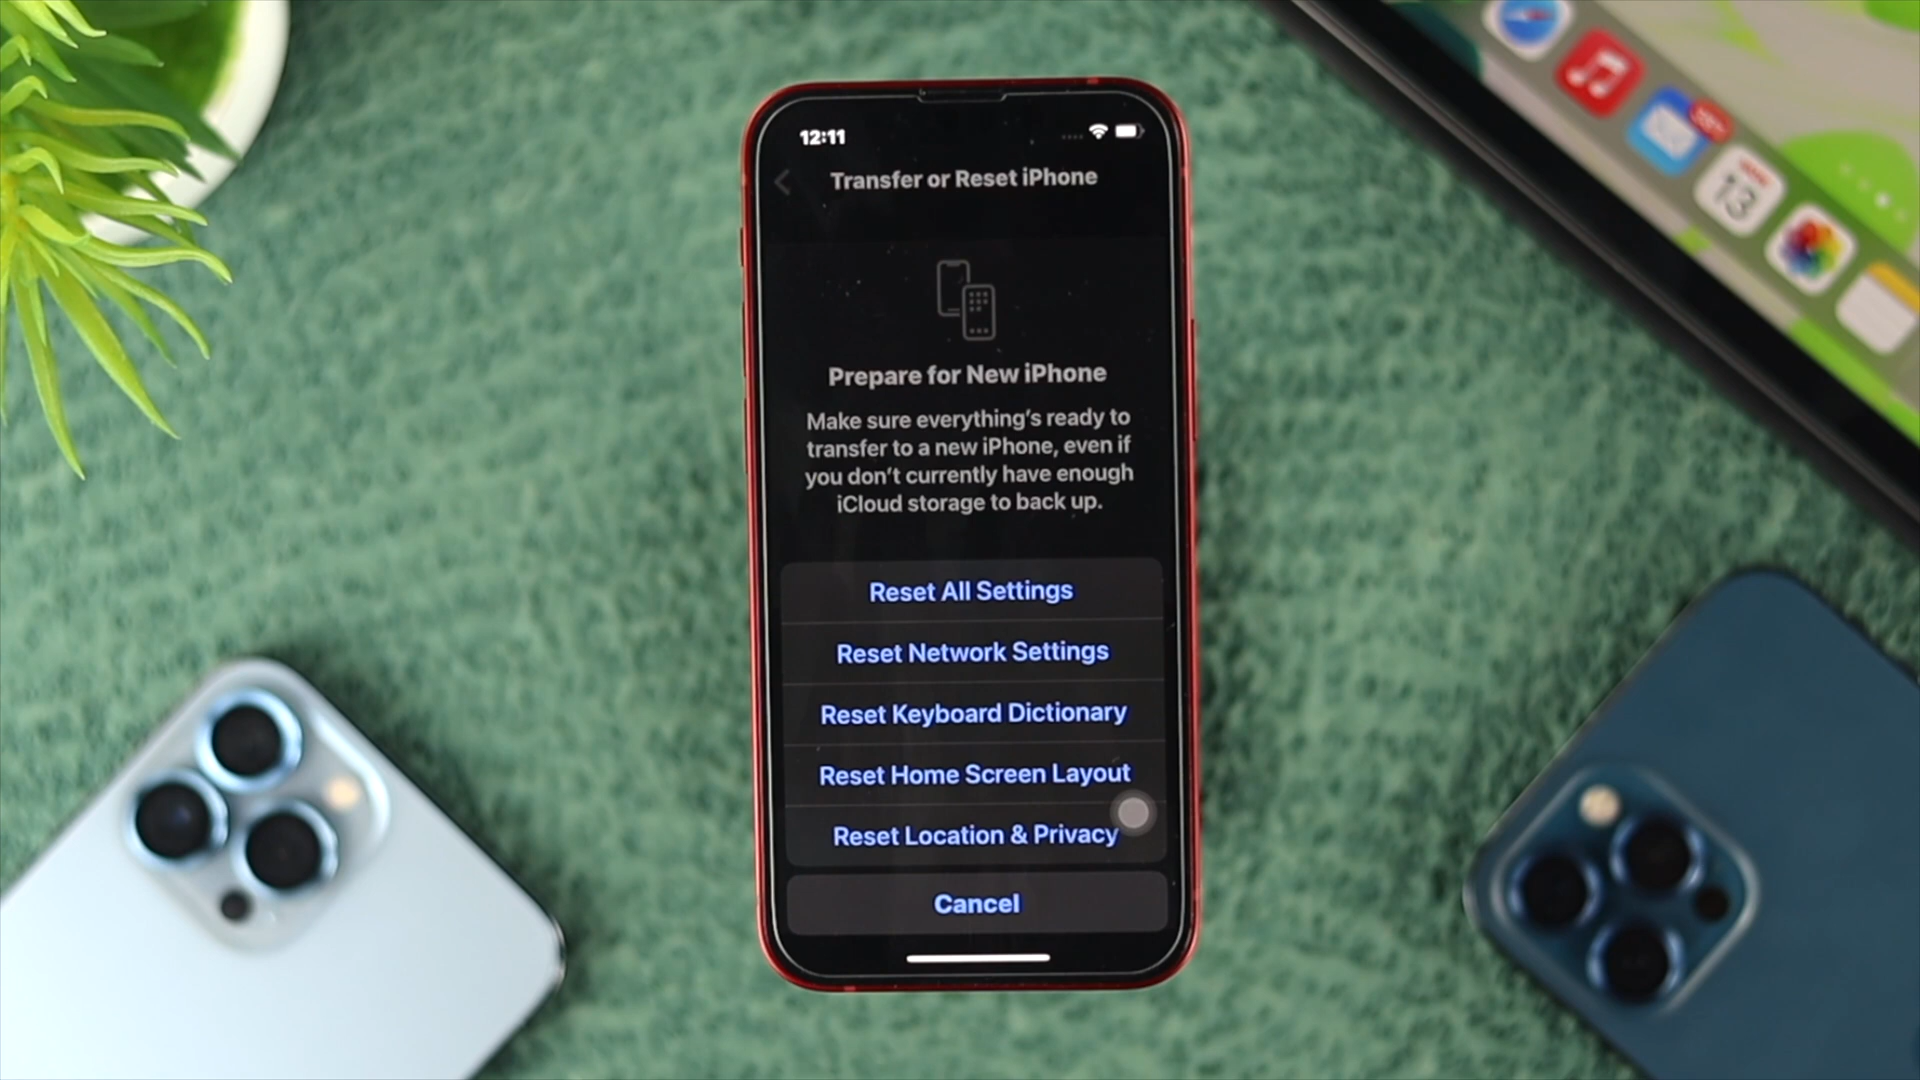 12:11
Transfer or Reset iPhone
Prepare for New iPhone
Make sure everything's ready to
transfer to a new iPhone, even if
you don't currently have enough
iCloud storage to back up.
Reset All Settings
Reset Network Settings
Reset Keyboard Dictionary
Reset Home Screen Layout
Reset Location & Privacy
Cancel
13